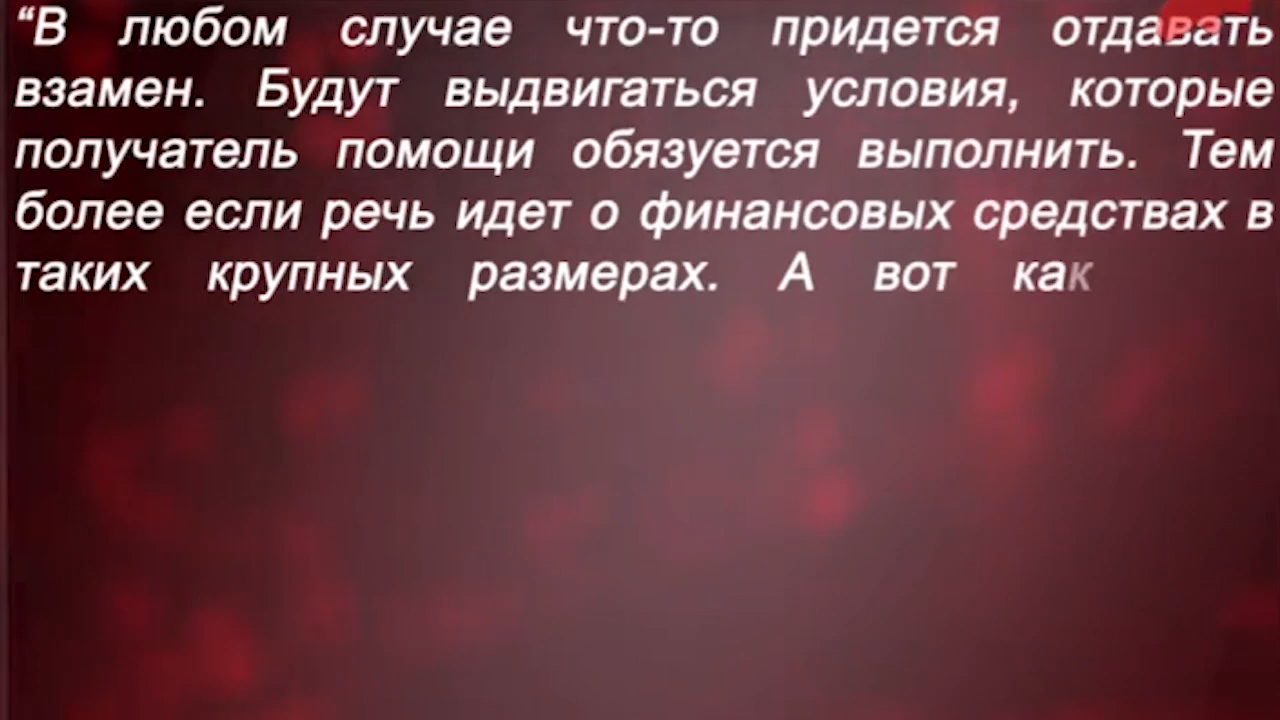 “В любом случае что-то придется отдавать
взамен. Будут выдвигаться условия, которые
получатель помощи обязуется выполнить. Тем
более если речь идет о финансовых средствах в
таких крупных размерах. А вот как